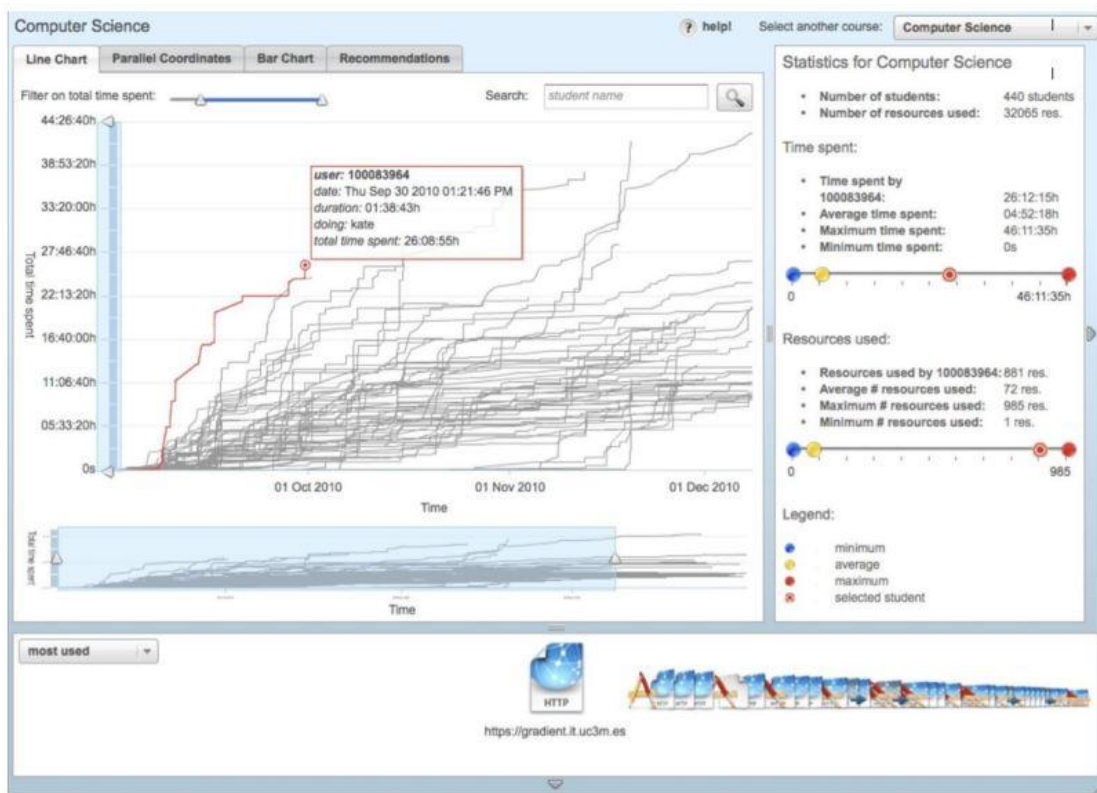 Computer Science
help!
Select another course:
Computer Science
Line Chart
Parallel Coordinates
Bar Chart
Recommendations
Filter on total time spent:
Search:
student name
44:26:40h
38:53:20h
33:20:00h
27:46:40h
22:13:20h
16:40:00h
11:06:40h
05:33:20h
0s
Total time spent
user: 100083964
date: Thu Sep 30 2010 01:21:46 PM
duration: 01:38:43h
doing: kate
total time spent: 26:08:55h
01 Oct 2010
01 Nov 2010
01 Dec 2010
Time
Total time spent
Time
Statistics for Computer Science
Number of students: 440 students
Number of resources used: 32065 res.
Time spent:
Time spent by
100083964: 26:12:15h
Average time spent: 04:52:18h
Maximum time spent: 46:11:35h
Minimum time spent: 0s
0 46:11:35h
Resources used:
Resources used by 100083964: 881 res.
Average # resources used: 72 res.
Maximum # resources used: 985 res.
Minimum # resources used: 1 res.
0 985
Legend:
minimum
average
maximum
selected student
most used
HTTP
https://gradient.it.uc3m.es